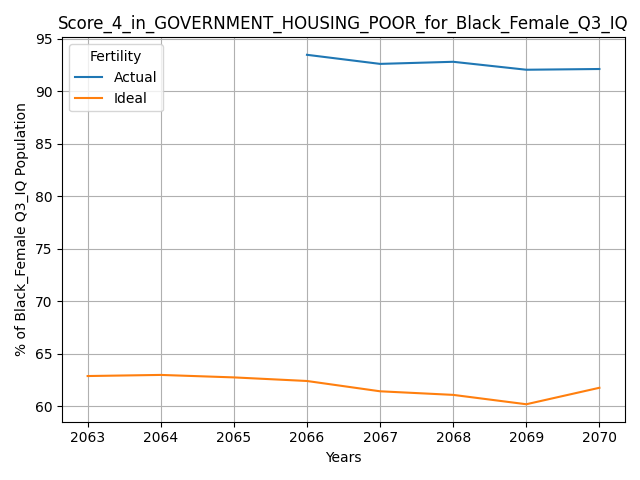 Score_4_in_GOVERNMENT_HOUSING_POOR_for_Black_Female_Q3_IQ
Fertility
Actual
Ideal
% of Black_Female Q3_IQ Population
95
90
85
80
75
70
65
60
2063 2064 2065 2066 2067 2068 2069 2070
Years